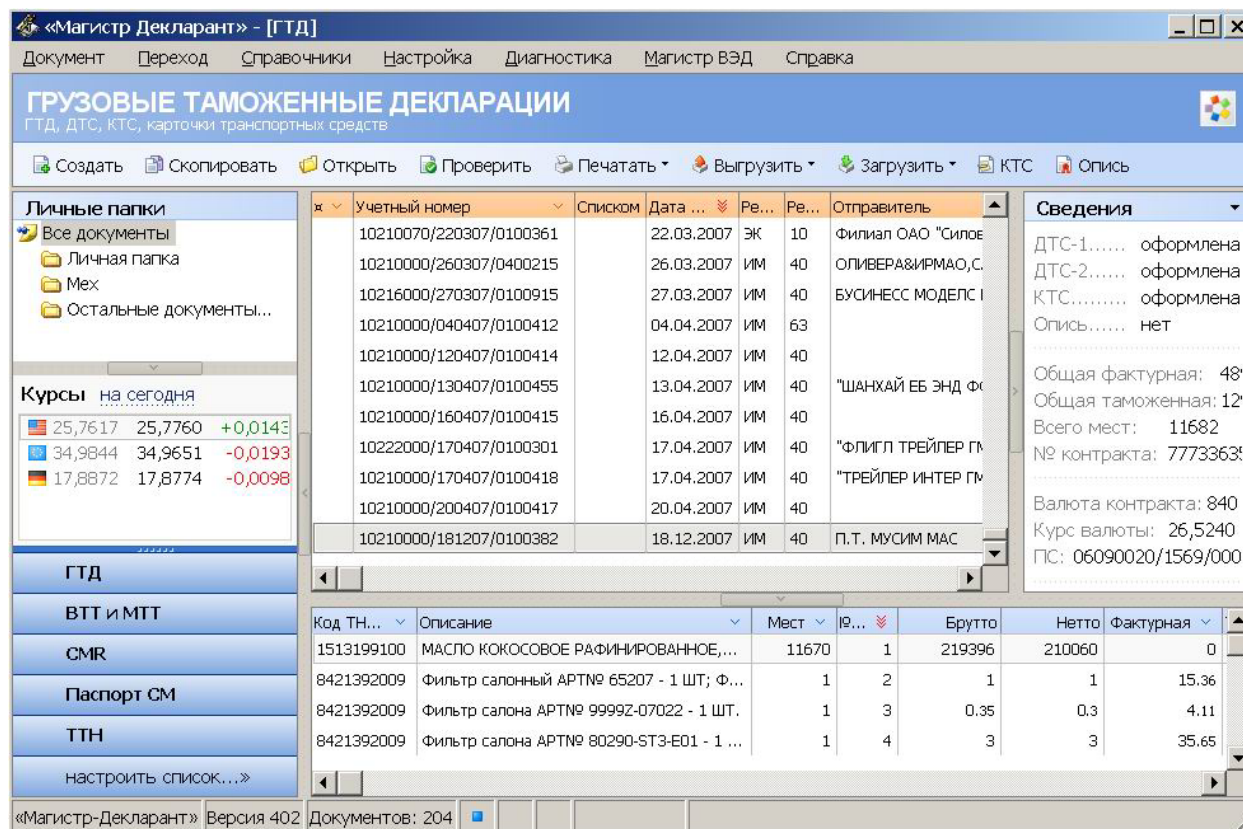 «Магистр Декларант» - [ГТД]
Документ Переход Справочники Настройка Диагностика Магистр ВЭД Справка
ГРУЗОВЫЕ ТАМОЖЕННЫЕ ДЕКЛАРАЦИИ
ГТД, ДТС, КТС, карточки транспортных средств
Создать Скопировать Открыть Проверить Печатать Выгрузить Загрузить КТС Опись
Личные папки
Все документы
Личная папка
Мех
Остальные документы...
Курсы на сегодня
25,7617 25,7760 +0,0143
34,9844 34,9651 -0,0193
17,8872 17,8774 -0,0098
ГТД
ВТТ и МТТ
CMR
Паспорт СМ
ТТН
настроить список...»
Учетный номер Списком Дата ... Ре... Ре... Отправитель
10210070/220307/0100361 22.03.2007 ЭК 10 Филиал ОАО "Силов
10210000/260307/0400215 26.03.2007 ИМ 40 ОЛИВЕРА&ИРМАО,С.
10216000/270307/0100915 27.03.2007 ИМ 40 БУСИНЕСС МОДЕЛС
10210000/040407/0100412 04.04.2007 ИМ 63
10210000/120407/0100414 12.04.2007 ИМ 40
10210000/130407/0100455 13.04.2007 ИМ 40 "ШАНХАЙ ЕБ ЭНД ФО
10210000/160407/0100415 16.04.2007 ИМ 40
10222000/170407/0100301 17.04.2007 ИМ 40 "ФЛИГЛ ТРЕЙЛЕР ГМ
10210000/170407/0100418 17.04.2007 ИМ 40 "ТРЕЙЛЕР ИНТЕР ГМ
10210000/200407/0100417 20.04.2007 ИМ 40
10210000/181207/0100382 18.12.2007 ИМ 40 П.Т. МУСИМ МАС
Сведения
ДТС-1...... оформлена
ДТС-2...... оформлена
КТС......... оформлена
Опись...... нет
Общая фактурная: 48
Общая таможенная: 12
Всего мест: 11682
№ контракта: 7773363
Валюта контракта: 840
Курс валюты: 26,5240
ПС: 06090020/1569/000
Код ТН... Описание Мест №... Брутто Нетто Фактурная
1513199100 МАСЛО КОКОСОВОЕ РАФИНИРОВАННОЕ,... 11670 1 219396 210060 0
8421392009 Фильтр салонный АРТ№ 65207 - 1 ШТ; Ф... 1 2 1 1 15.36
8421392009 Фильтр салона АРТ№ 9999Z-07022 - 1 ШТ. 1 3 0.35 0.3 4.11
8421392009 Фильтр салона АРТ№ 80290-ST3-E01 - 1 ... 1 4 3 3 35.65
«Магистр-Декларант» Версия 402 Документов: 204